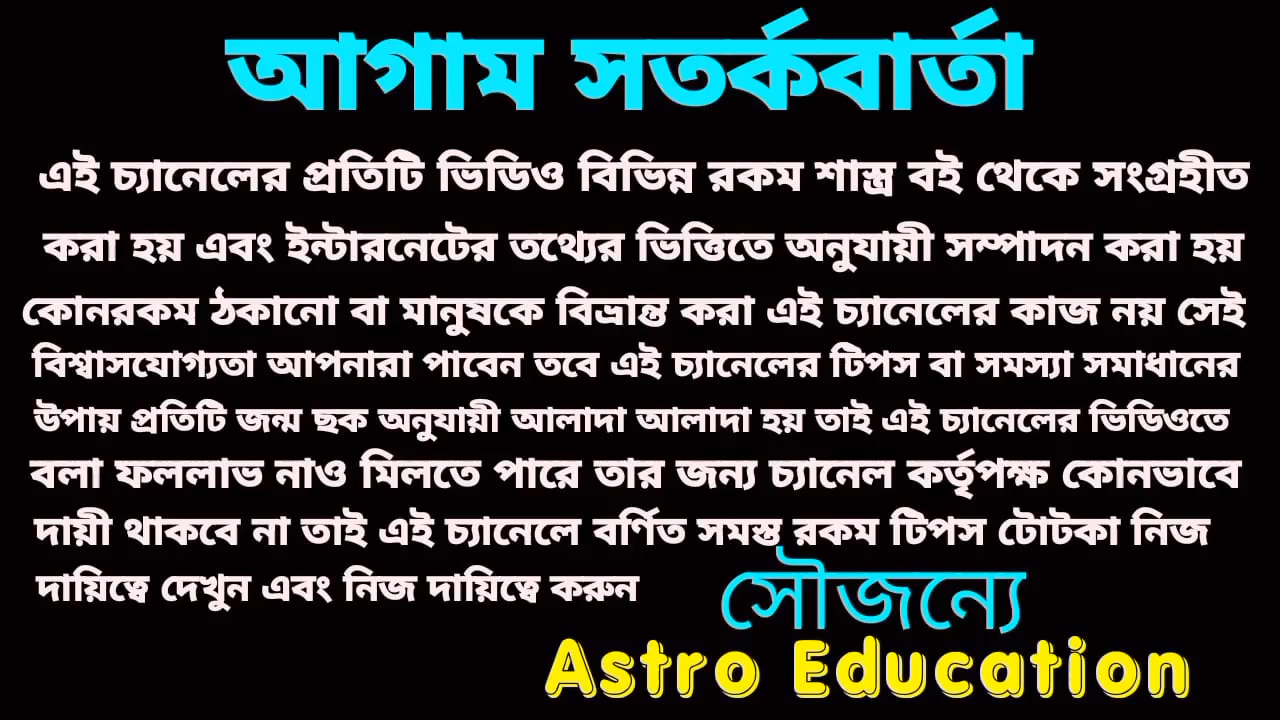 আগাম সতর্কবার্তা
এই চ্যানেলের প্রতিটি ভিডিও বিভিন্ন রকম শাস্ত্র বই থেকে সংগ্রহীত
করা হয় এবং ইন্টারনেটের তথ্যের ভিত্তিতে অনুযায়ী সম্পাদন করা হয়
কোনরকম ঠকানো বা মানুষকে বিভ্রান্ত করা এই চ্যানেলের কাজ নয় সেই
বিশ্বাসযোগ্যতা আপনারা পাবেন তবে এই চ্যানেলের টিপস বা সমস্যা সমাধানের
উপায় প্রতিটি জন্ম ছক অনুযায়ী আলাদা আলাদা হয় তাই এই চ্যানেলের ভিডিওতে
বলা ফললাভ নাও মিলতে পারে তার জন্য চ্যানেল কর্তৃপক্ষ কোনভাবে
দায়ী থাকবে না তাই এই চ্যানেলে বর্ণিত সমস্ত রকম টিপস টোটকা নিজ
দায়িত্বে দেখুন এবং নিজ দায়িত্বে করুন
সৌজন্যে
Astro Education